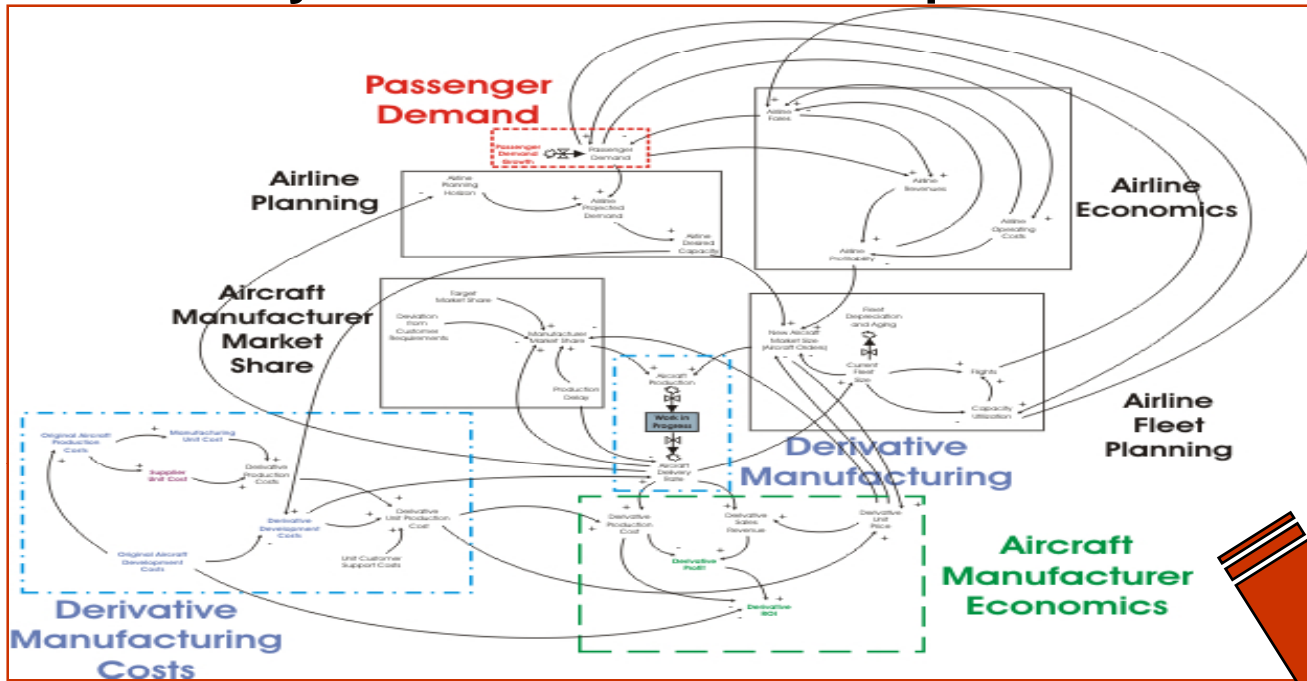 Passenger
Demand
Passenger
Demand
Growth
Passenger
Demand
Airline
Planning
Airline
Planning
Horizon
Airline
Projected
Demand
Airline
Desired
Capacity
Airline
Economics
Airline
Fares
Airline
Revenues
Airline
Operating
Costs
Airline
Profitability
Aircraft
Manufacturer
Market
Share
Target
Market Share
Deviation
from
Customer
Requirements
Manufacturer
Market Share
Production
Delay
Aircraft
Production
Work in
Progress
Aircraft
Delivery
Rate
Derivative
Manufacturing
Fleet
Depreciation
and Aging
New Aircraft
Market Size
(Aircraft Orders)
Current
Fleet
Size
Flights
Capacity
Utilization
Airline
Fleet
Planning
Original Aircraft
Production
Costs
Manufacturing
Unit Cost
Supplier
Unit Cost
Derivative
Production
Costs
Derivative
Development
Costs
Derivative
Unit Production
Cost
Original Aircraft
Development
Costs
Unit Customer
Support Costs
Derivative
Manufacturing
Costs
Derivative
Production
Cost
Derivative
Sales
Revenue
Derivative
Unit
Price
Derivative
Profit
Derivative
ROI
Aircraft
Manufacturer
Economics